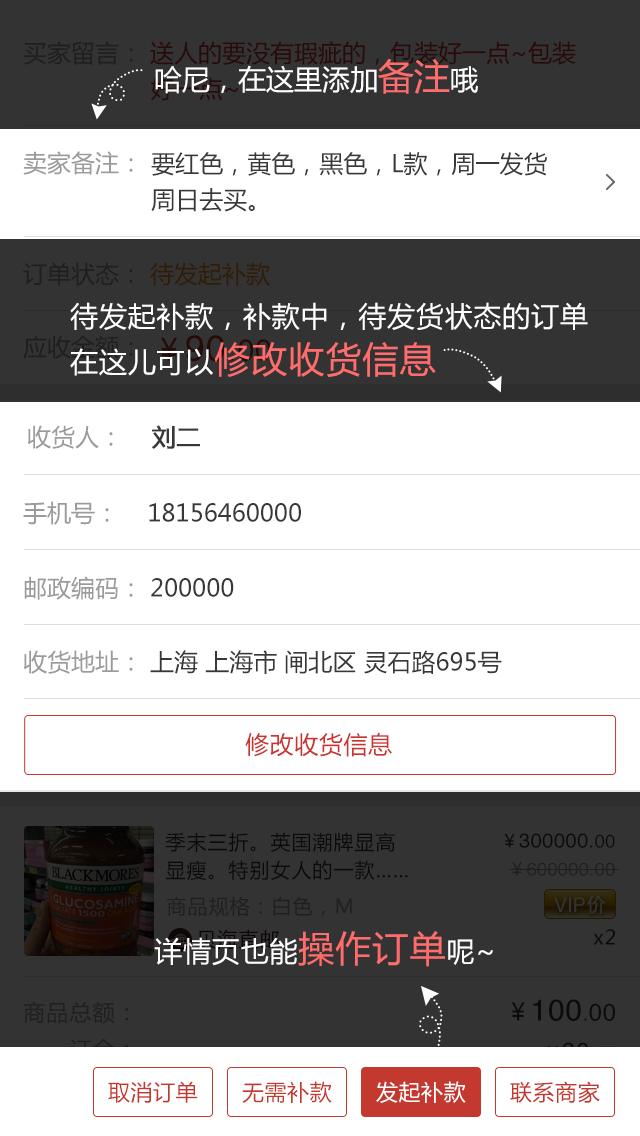 买家留言：送人的要没有瑕疵的，包装好一点~包装
好一点~
哈尼，在这里添加备注哦
卖家备注：要红色，黄色，黑色，L款，周一发货
周日去买。
订单状态：待发起补款
待发起补款，补款中，待发货状态的订单
应收金额：￥90.00
在这儿可以修改收货信息
收货人：刘二
手机号：18156460000
邮政编码：200000
收货地址：上海 上海市 闸北区 灵石路695号
修改收货信息
季末三折。英国潮牌显高 ￥300000.00
显瘦。特别女人的一款…… ￥600000.00
BLACKMORES
HEALTHY JOINTS
GLUCOSAMINE
1500
商品规格：白色，M VIP价
x2
详情页也能操作订单呢~
商品总额：￥100.00
取消订单 无需补款 发起补款 联系商家